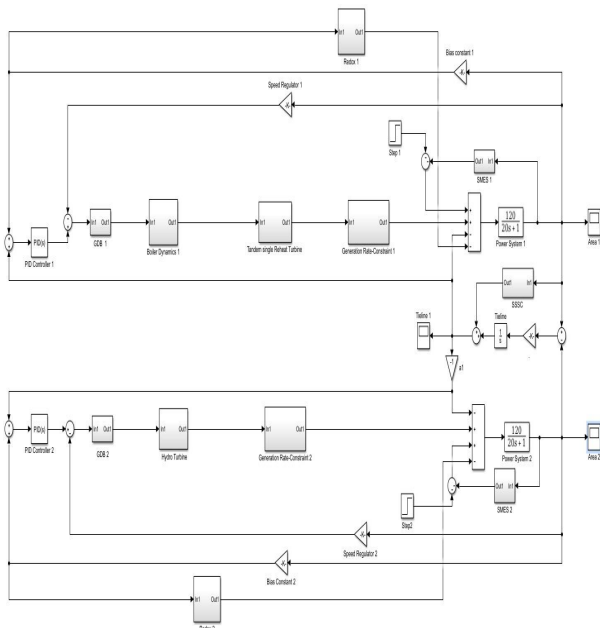 In1 Out1
Redox 1
Bias constant 1
-K-
Speed Regulator 1
-K-
Step 1
Out1 In1
SMES 1
PID(s)
PID Controller 1
In1 Out1
GDB 1
In1 Out1
Boiler Dynamics 1
In1 Out1
Tandem single Reheat Turbine
In1 Out1
Generation Rate-Constraint 1
120
20s+1
Power System 1
Area 1
Out1 In1
SSSC
Tieline 1
Tieline
1
s
-K-
-1
a1
PID(s)
PID Controller 2
In1 Out1
GDB 2
In1 Out1
Hydro Turbine
In1 Out1
Generation Rate-Constraint 2
120
20s+1
Power System 2
Area 2
Out1 In1
SMES 2
Step2
-K-
Speed Regulator 2
-K-
Bias Constant 2
In1 Out1